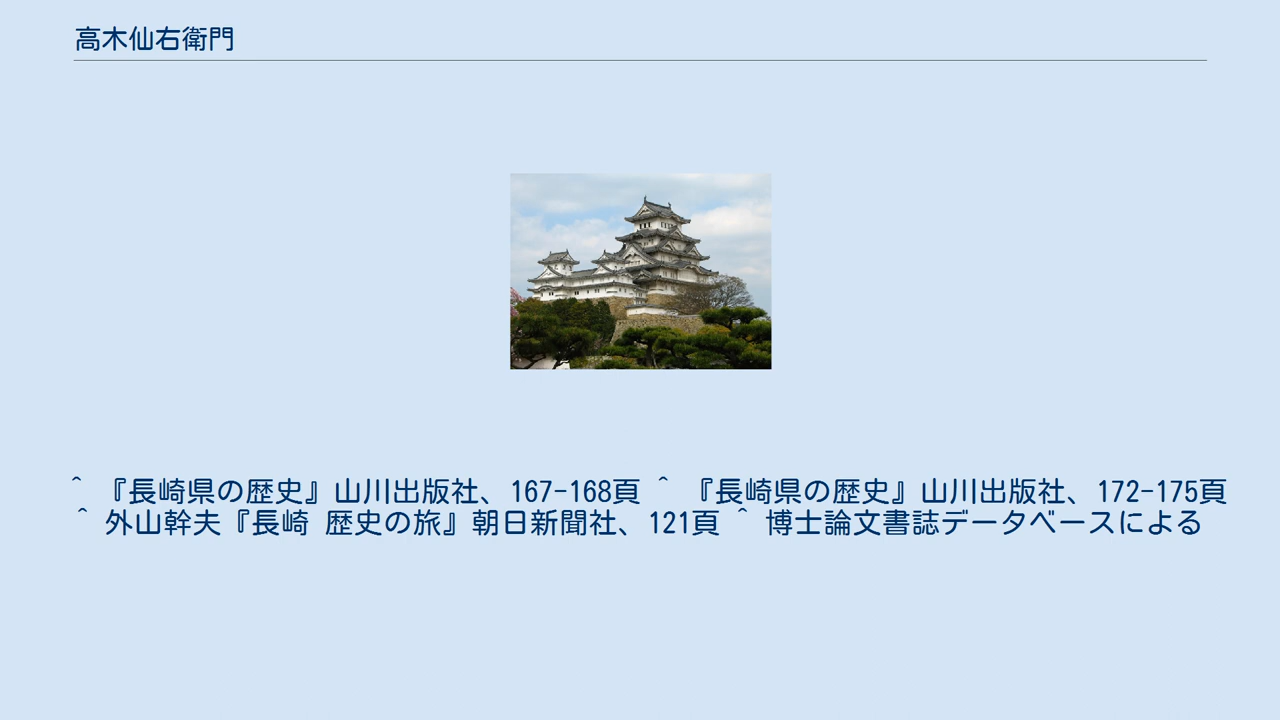 高木仙右衛門
^ 『長崎県の歴史』山川出版社、167-168頁 ^ 『長崎県の歴史』山川出版社、172-175頁
^ 外山幹夫『長崎 歴史の旅』朝日新聞社、121頁 ^ 博士論文書誌データベースによる